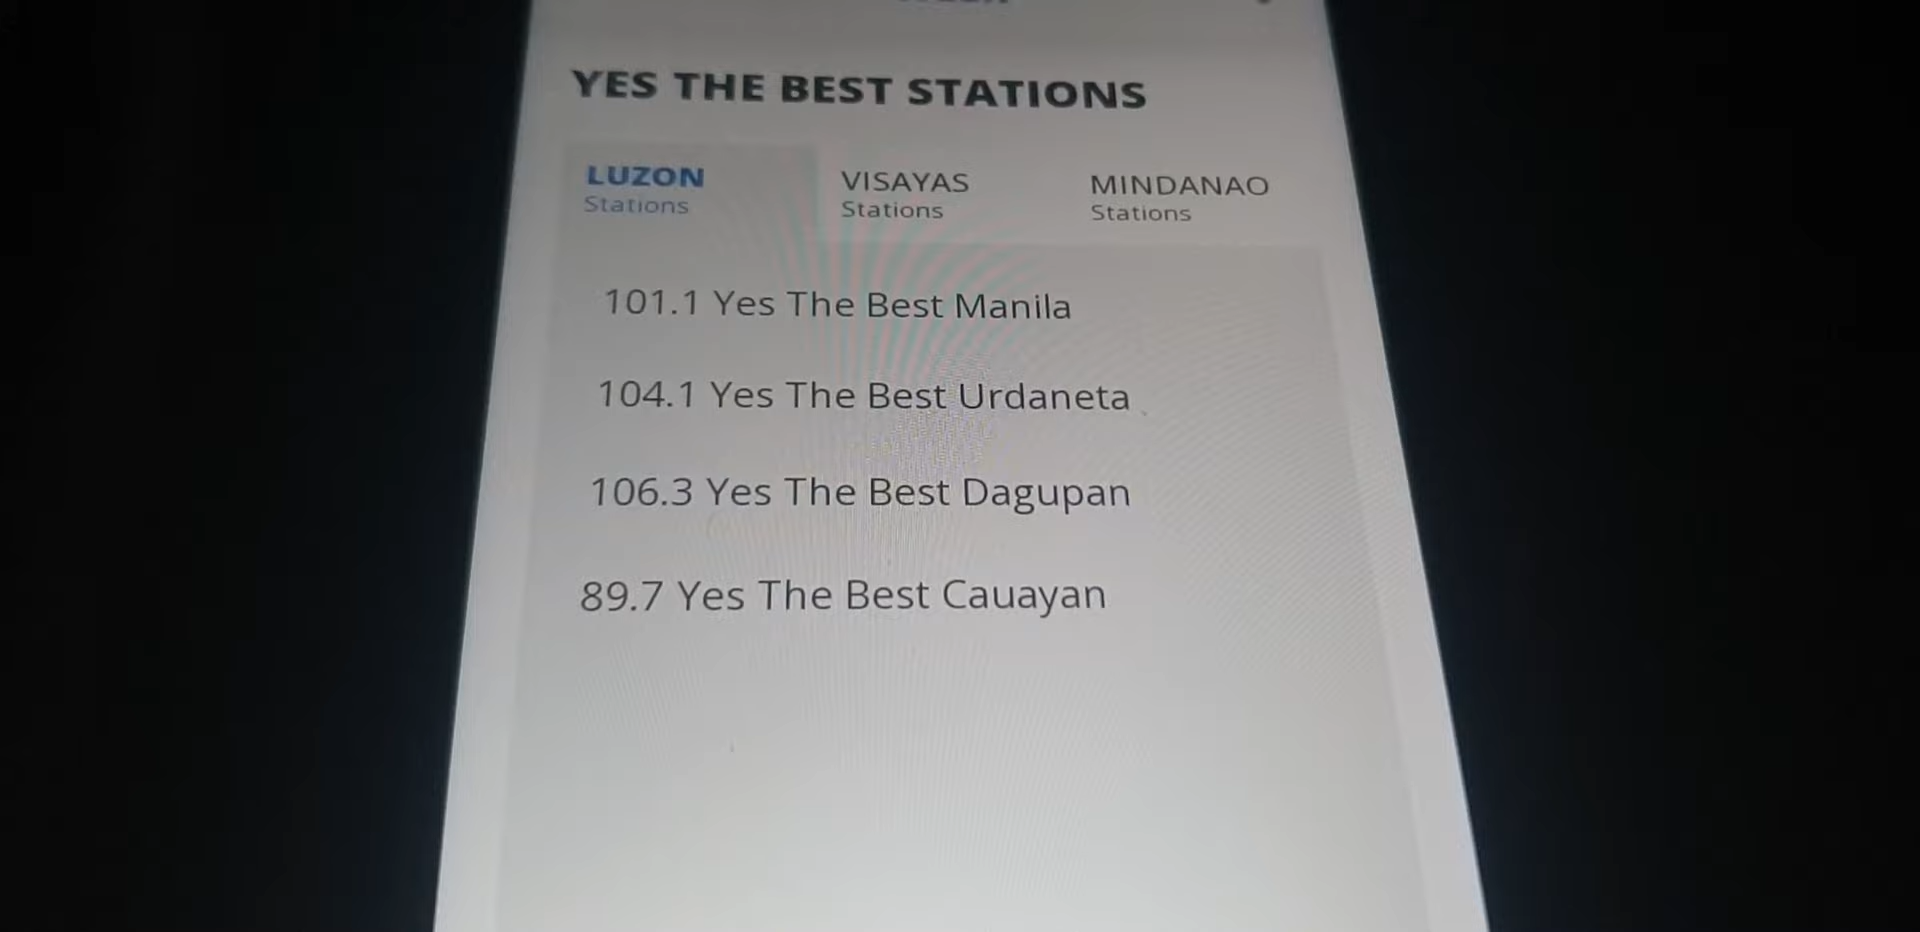 YES THE BEST STATIONS
LUZON
Stations
VISAYAS
Stations
MINDANAO
Stations
101.1 Yes The Best Manila
104.1 Yes The Best Urdaneta
106.3 Yes The Best Dagupan
89.7 Yes The Best Cauayan